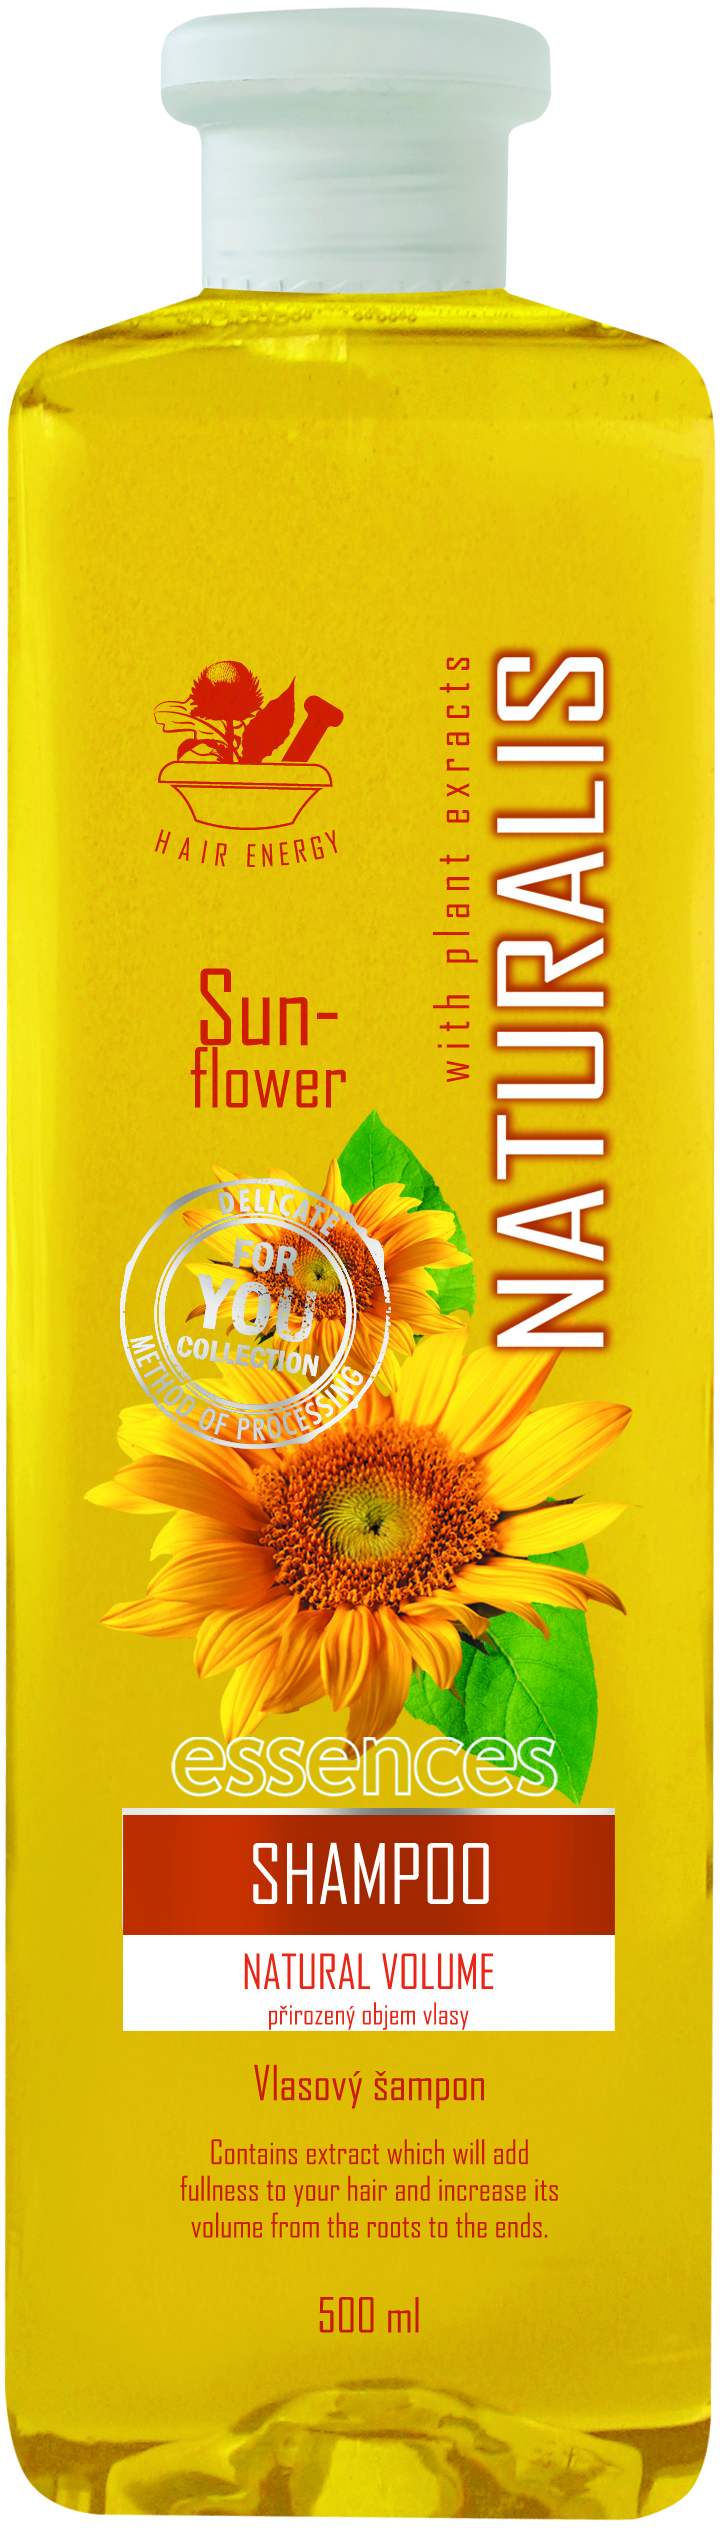 HAIR ENERGY
with plant exracts
NATURALIS
Sun-
flower
DELICATE
FOR
YOU
COLLECTION
METHOD OF PROCESSING
essences
SHAMPOO
NATURAL VOLUME
přirozený objem vlasy
Vlasový šampon
Contains extract which will add
fullness to your hair and increase its
volume from the roots to the ends.
500 ml